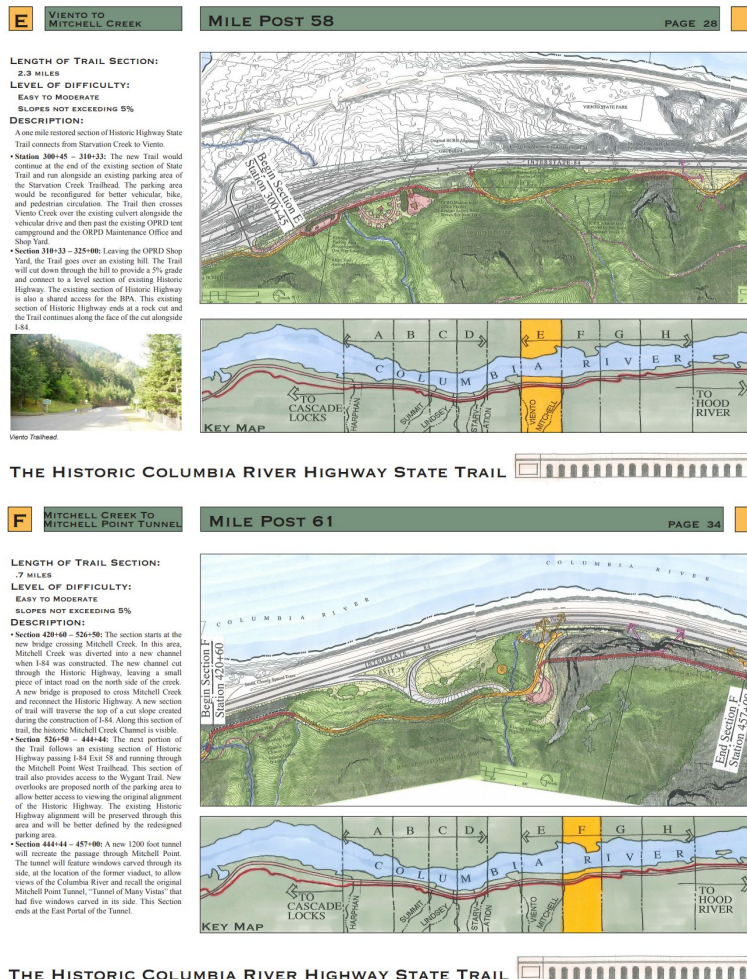 E
VIENTO TO
MITCHELL CREEK
MILE POST 58
PAGE 28
LENGTH OF TRAIL SECTION:
2.3 MILES
LEVEL OF DIFFICULTY:
EASY TO MODERATE
SLOPES NOT EXCEEDING 5%
DESCRIPTION:
A one mile restored section of Historic Highway State
Trail connects from Starvation Creek to Viento.
• Station 300+45 – 310+33: The new Trail would
continue at the end of the existing section of State
Trail and run alongside an existing parking area of
the Starvation Creek Trailhead. The parking area
would be reconfigured for better vehicular, bike,
and pedestrian circulation. The Trail then crosses
Viento Creek over the existing culvert alongside the
vehicular drive and then past the existing OPRD tent
campground and the ORPD Maintenance Office and
Shop Yard.
• Section 310+33 – 325+00: Leaving the OPRD Shop
Yard, the Trail goes over an existing hill. The Trail
will cut down through the hill to provide a 5% grade
and connect to a level section of existing Historic
Highway. The existing section of Historic Highway
is also a shared access for the BPA. This existing
section of Historic Highway ends at a rock cut and
the Trail continues along the face of the cut alongside
I-84.
Viento Trailhead.
VIENTO STATE PARK
INTERSTATE 84
Begin Section E
Station 300+45
A B C D E F G H
COLUMBIA RIVER
TO
CASCADE
LOCKS
HARPHAN
SUMMIT
LINDSEY
STARV
ATION
VIENTO
MITCHELL
TO
HOOD
RIVER
KEY MAP
THE HISTORIC COLUMBIA RIVER HIGHWAY STATE TRAIL
F
MITCHELL CREEK TO
MITCHELL POINT TUNNEL
MILE POST 61
PAGE 34
LENGTH OF TRAIL SECTION:
.7 MILES
LEVEL OF DIFFICULTY:
EASY TO MODERATE
SLOPES NOT EXCEEDING 5%
DESCRIPTION:
• Section 420+60 – 526+50: The section starts at the
new bridge crossing Mitchell Creek. In this area,
Mitchell Creek was diverted into a new channel
when I-84 was constructed. The new channel cut
through the Historic Highway, leaving a small
piece of intact road on the north side of the creek.
A new bridge is proposed to cross Mitchell Creek
and reconnect the Historic Highway. A new section
of trail will traverse the top of a cut slope created
during the construction of I-84. Along this section of
trail, the historic Mitchell Creek Channel is visible.
• Section 526+50 – 444+44: The next portion of
the Trail follows an existing section of Historic
Highway passing I-84 Exit 58 and running through
the Mitchell Point West Trailhead. This section of
trail also provides access to the Wygant Trail. New
overlooks are proposed north of the parking area to
allow better access to viewing the original alignment
of the Historic Highway. The existing Historic
Highway alignment will be preserved through this
area and will be better defined by the redesigned
parking area.
• Section 444+44 – 457+00: A new 1200 foot tunnel
will recreate the passage through Mitchell Point.
The tunnel will feature windows carved through its
side, at the location of the former viaduct, to allow
views of the Columbia River and recall the original
Mitchell Point Tunnel, “Tunnel of Many Vistas” that
had five windows carved in its side. This Section
ends at the East Portal of the Tunnel.
COLUMBIA RIVER
COLUMBIA RIVER
INTERSTATE 84
Begin Section F
Station 420+60
End Section F
Station 457+00
A B C D E F G H
COLUMBIA RIVER
TO
CASCADE
LOCKS
HARPHAN
SUMMIT
LINDSEY
STARV
ATION
VIENTO
MITCHELL
TO
HOOD
RIVER
KEY MAP
THE HISTORIC COLUMBIA RIVER HIGHWAY STATE TRAIL